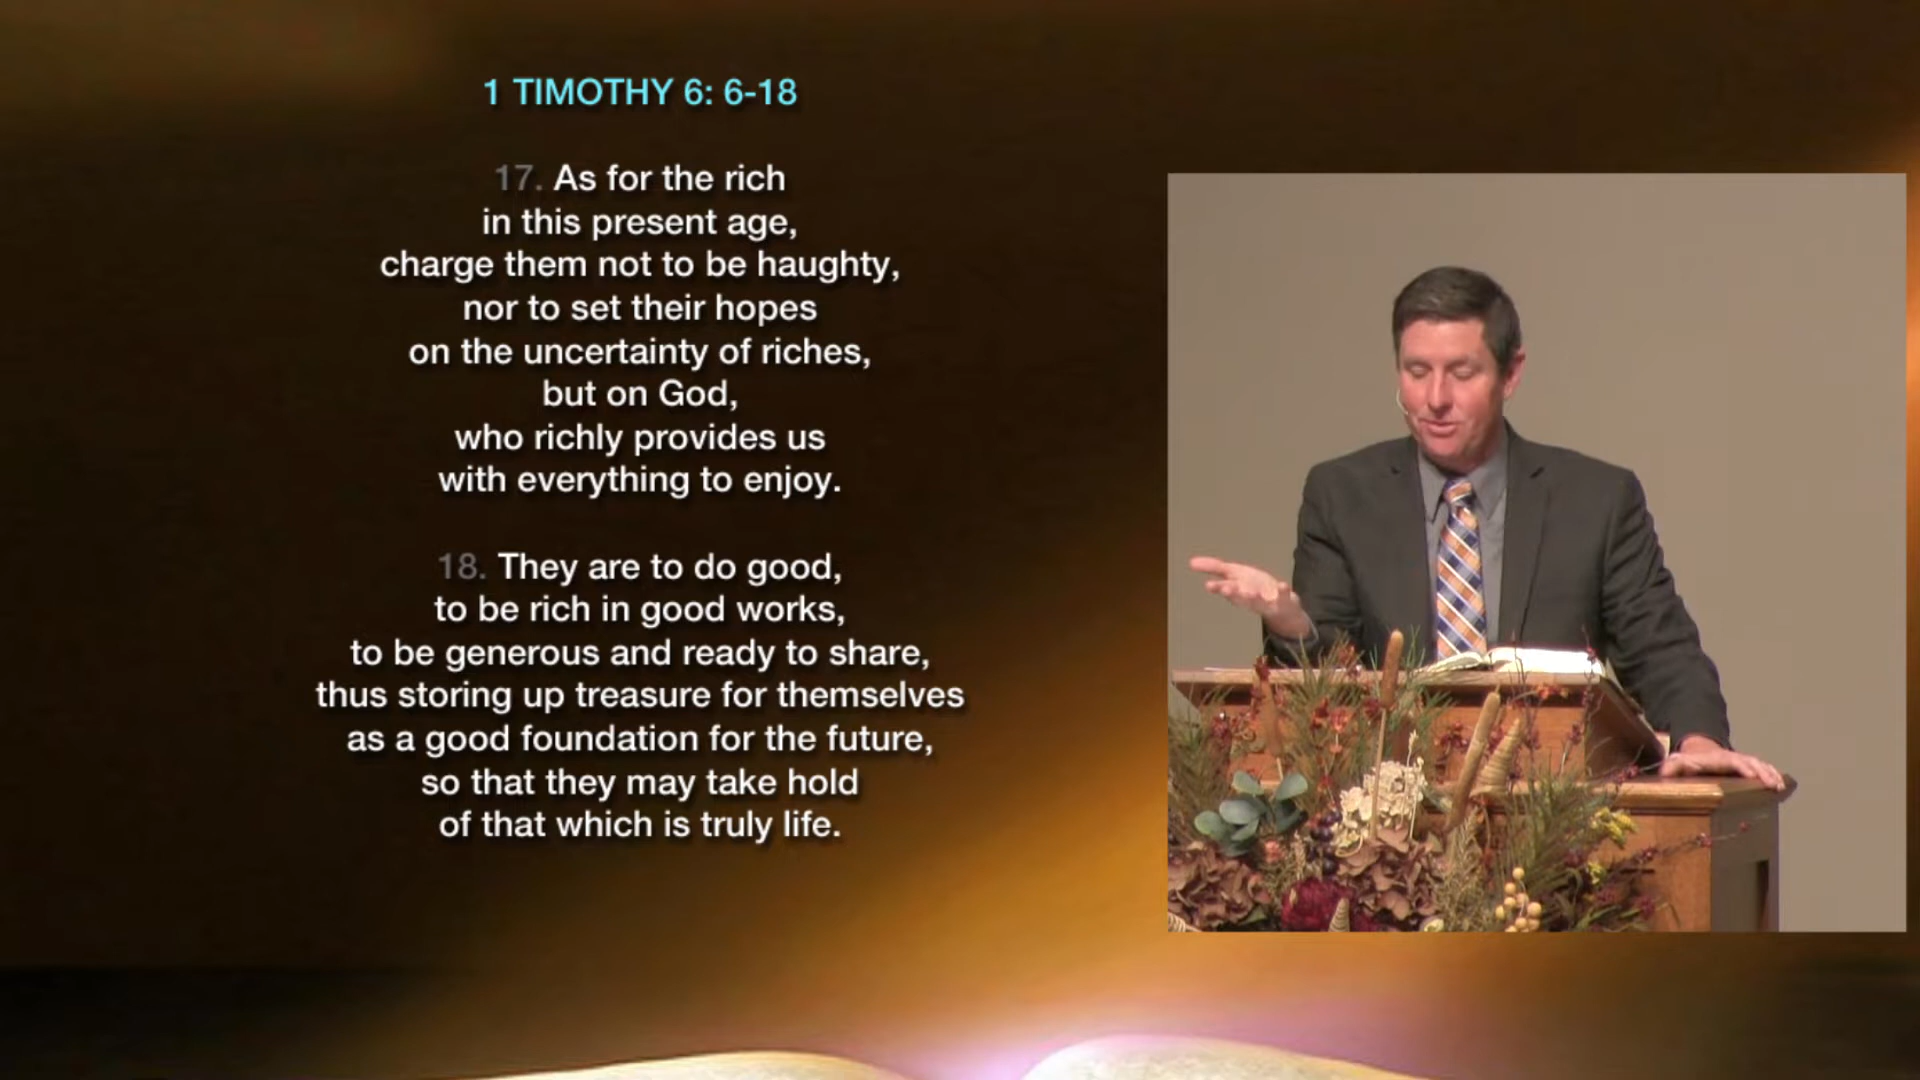 1 TIMOTHY 6: 6-18
17. As for the rich
in this present age,
charge them not to be haughty,
nor to set their hopes
on the uncertainty of riches,
but on God,
who richly provides us
with everything to enjoy.
18. They are to do good,
to be rich in good works,
to be generous and ready to share,
thus storing up treasure for themselves
as a good foundation for the future,
so that they may take hold
of that which is truly life.